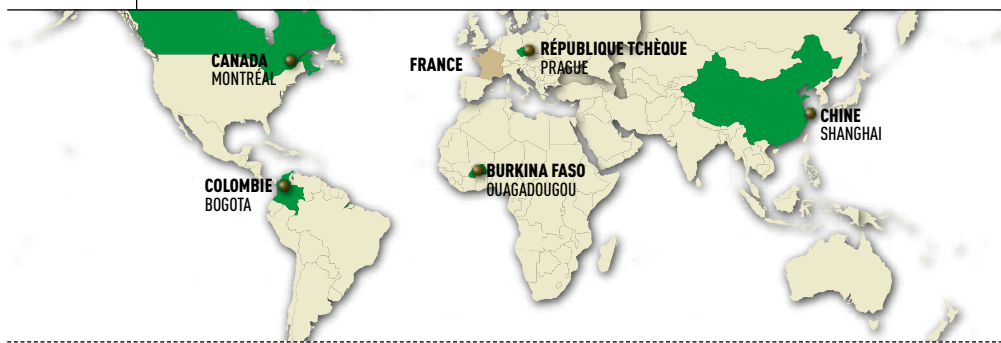 CANADA
MONTRÉAL
FRANCE
RÉPUBLIQUE TCHÈQUE
PRAGUE
CHINE
SHANGHAI
BURKINA FASO
OUAGADOUGOU
COLOMBIE
BOGOTA